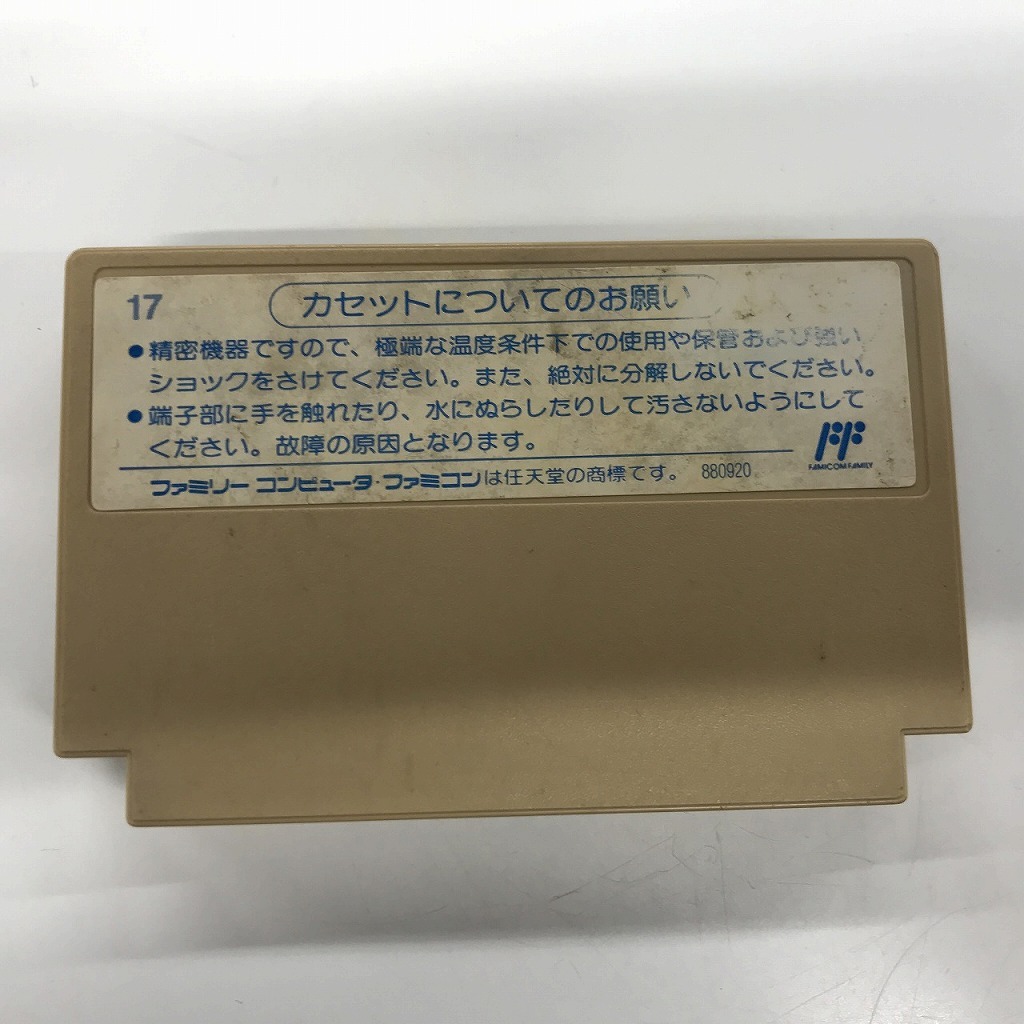 17
カセットについてのお願い
●精密機器ですので、極端な温度条件下での使用や保管および強い
ショックをさけてください。また、絶対に分解しないでください。
●端子部に手を触れたり、水にぬらしたりして汚さないようにして
ください。故障の原因となります。
FF
FAMICOM FAMILY
ファミリー コンピュータ・ファミコンは任天堂の商標です。 880920